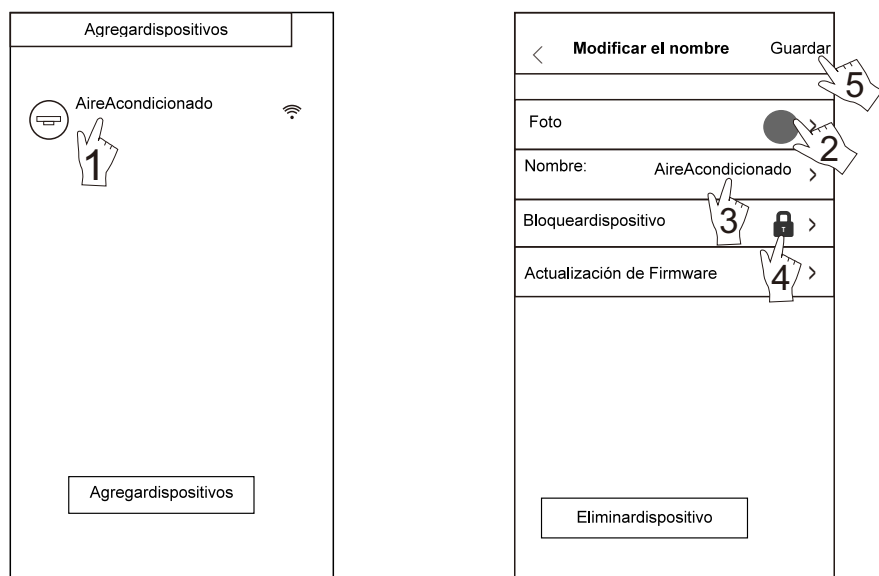 Agregardispositivos
AireAcondicionado
1
Agregardispositivos
Modificar el nombre Guardar
5
Foto
2
Nombre: AireAcondicionado
3
Bloqueardispositivo
T
4
Actualización de Firmware
Eliminardispositivo